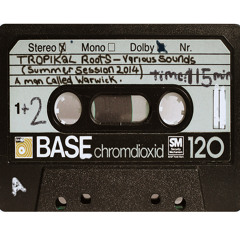 Stereo Mono Dolby Nr.
TROPIKAL Roots - Various Sounds
(Summer Session 2014) time: 115 min
A man Called Warwick.
1+2
BASF chromdioxid SM 120
A